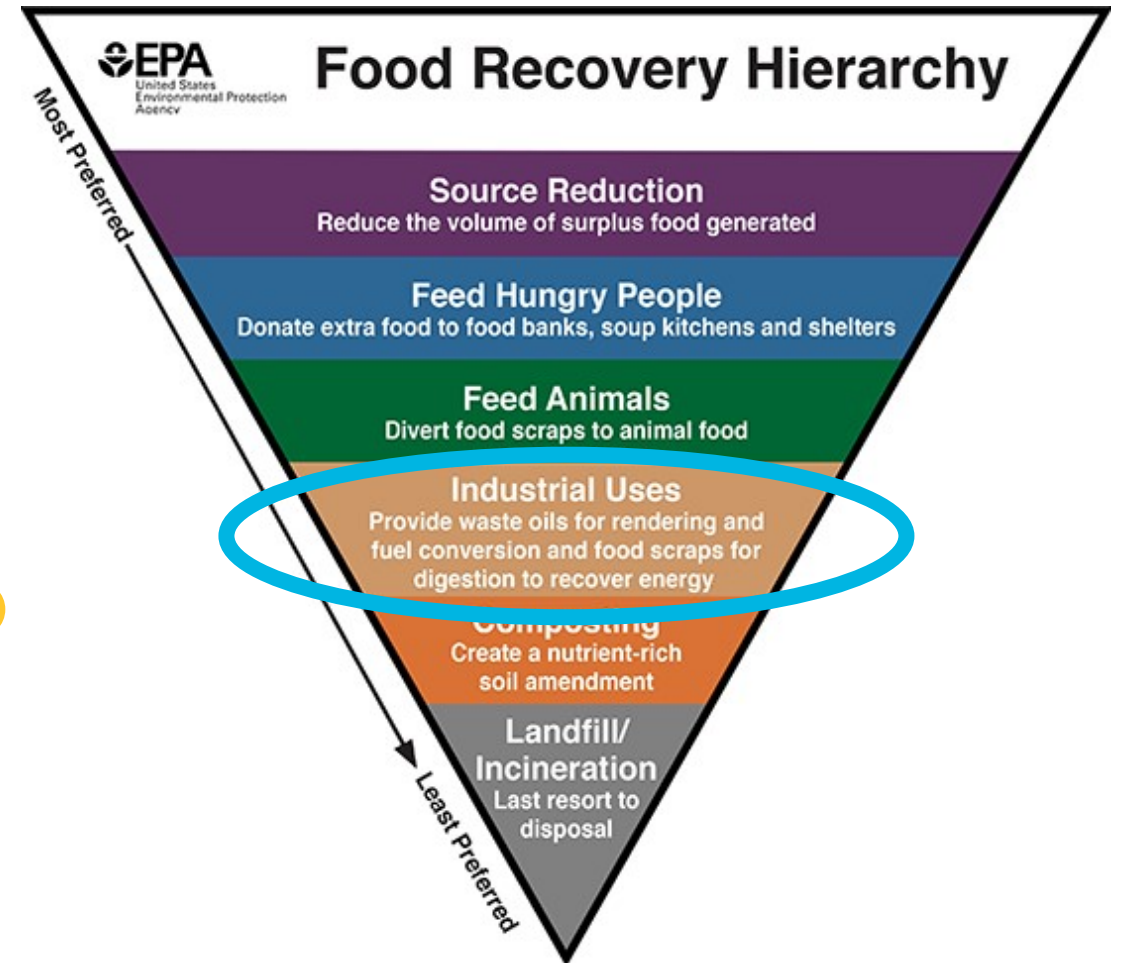 EPA
United States
Environmental Protection
Agency
Food Recovery Hierarchy
Most Preferred
Source Reduction
Reduce the volume of surplus food generated
Feed Hungry People
Donate extra food to food banks, soup kitchens and shelters
Feed Animals
Divert food scraps to animal food
Industrial Uses
Provide waste oils for rendering and
fuel conversion and food scraps for
digestion to recover energy
Composting
Create a nutrient-rich
soil amendment
Landfill/
Incineration
Last resort to
disposal
Least Preferred